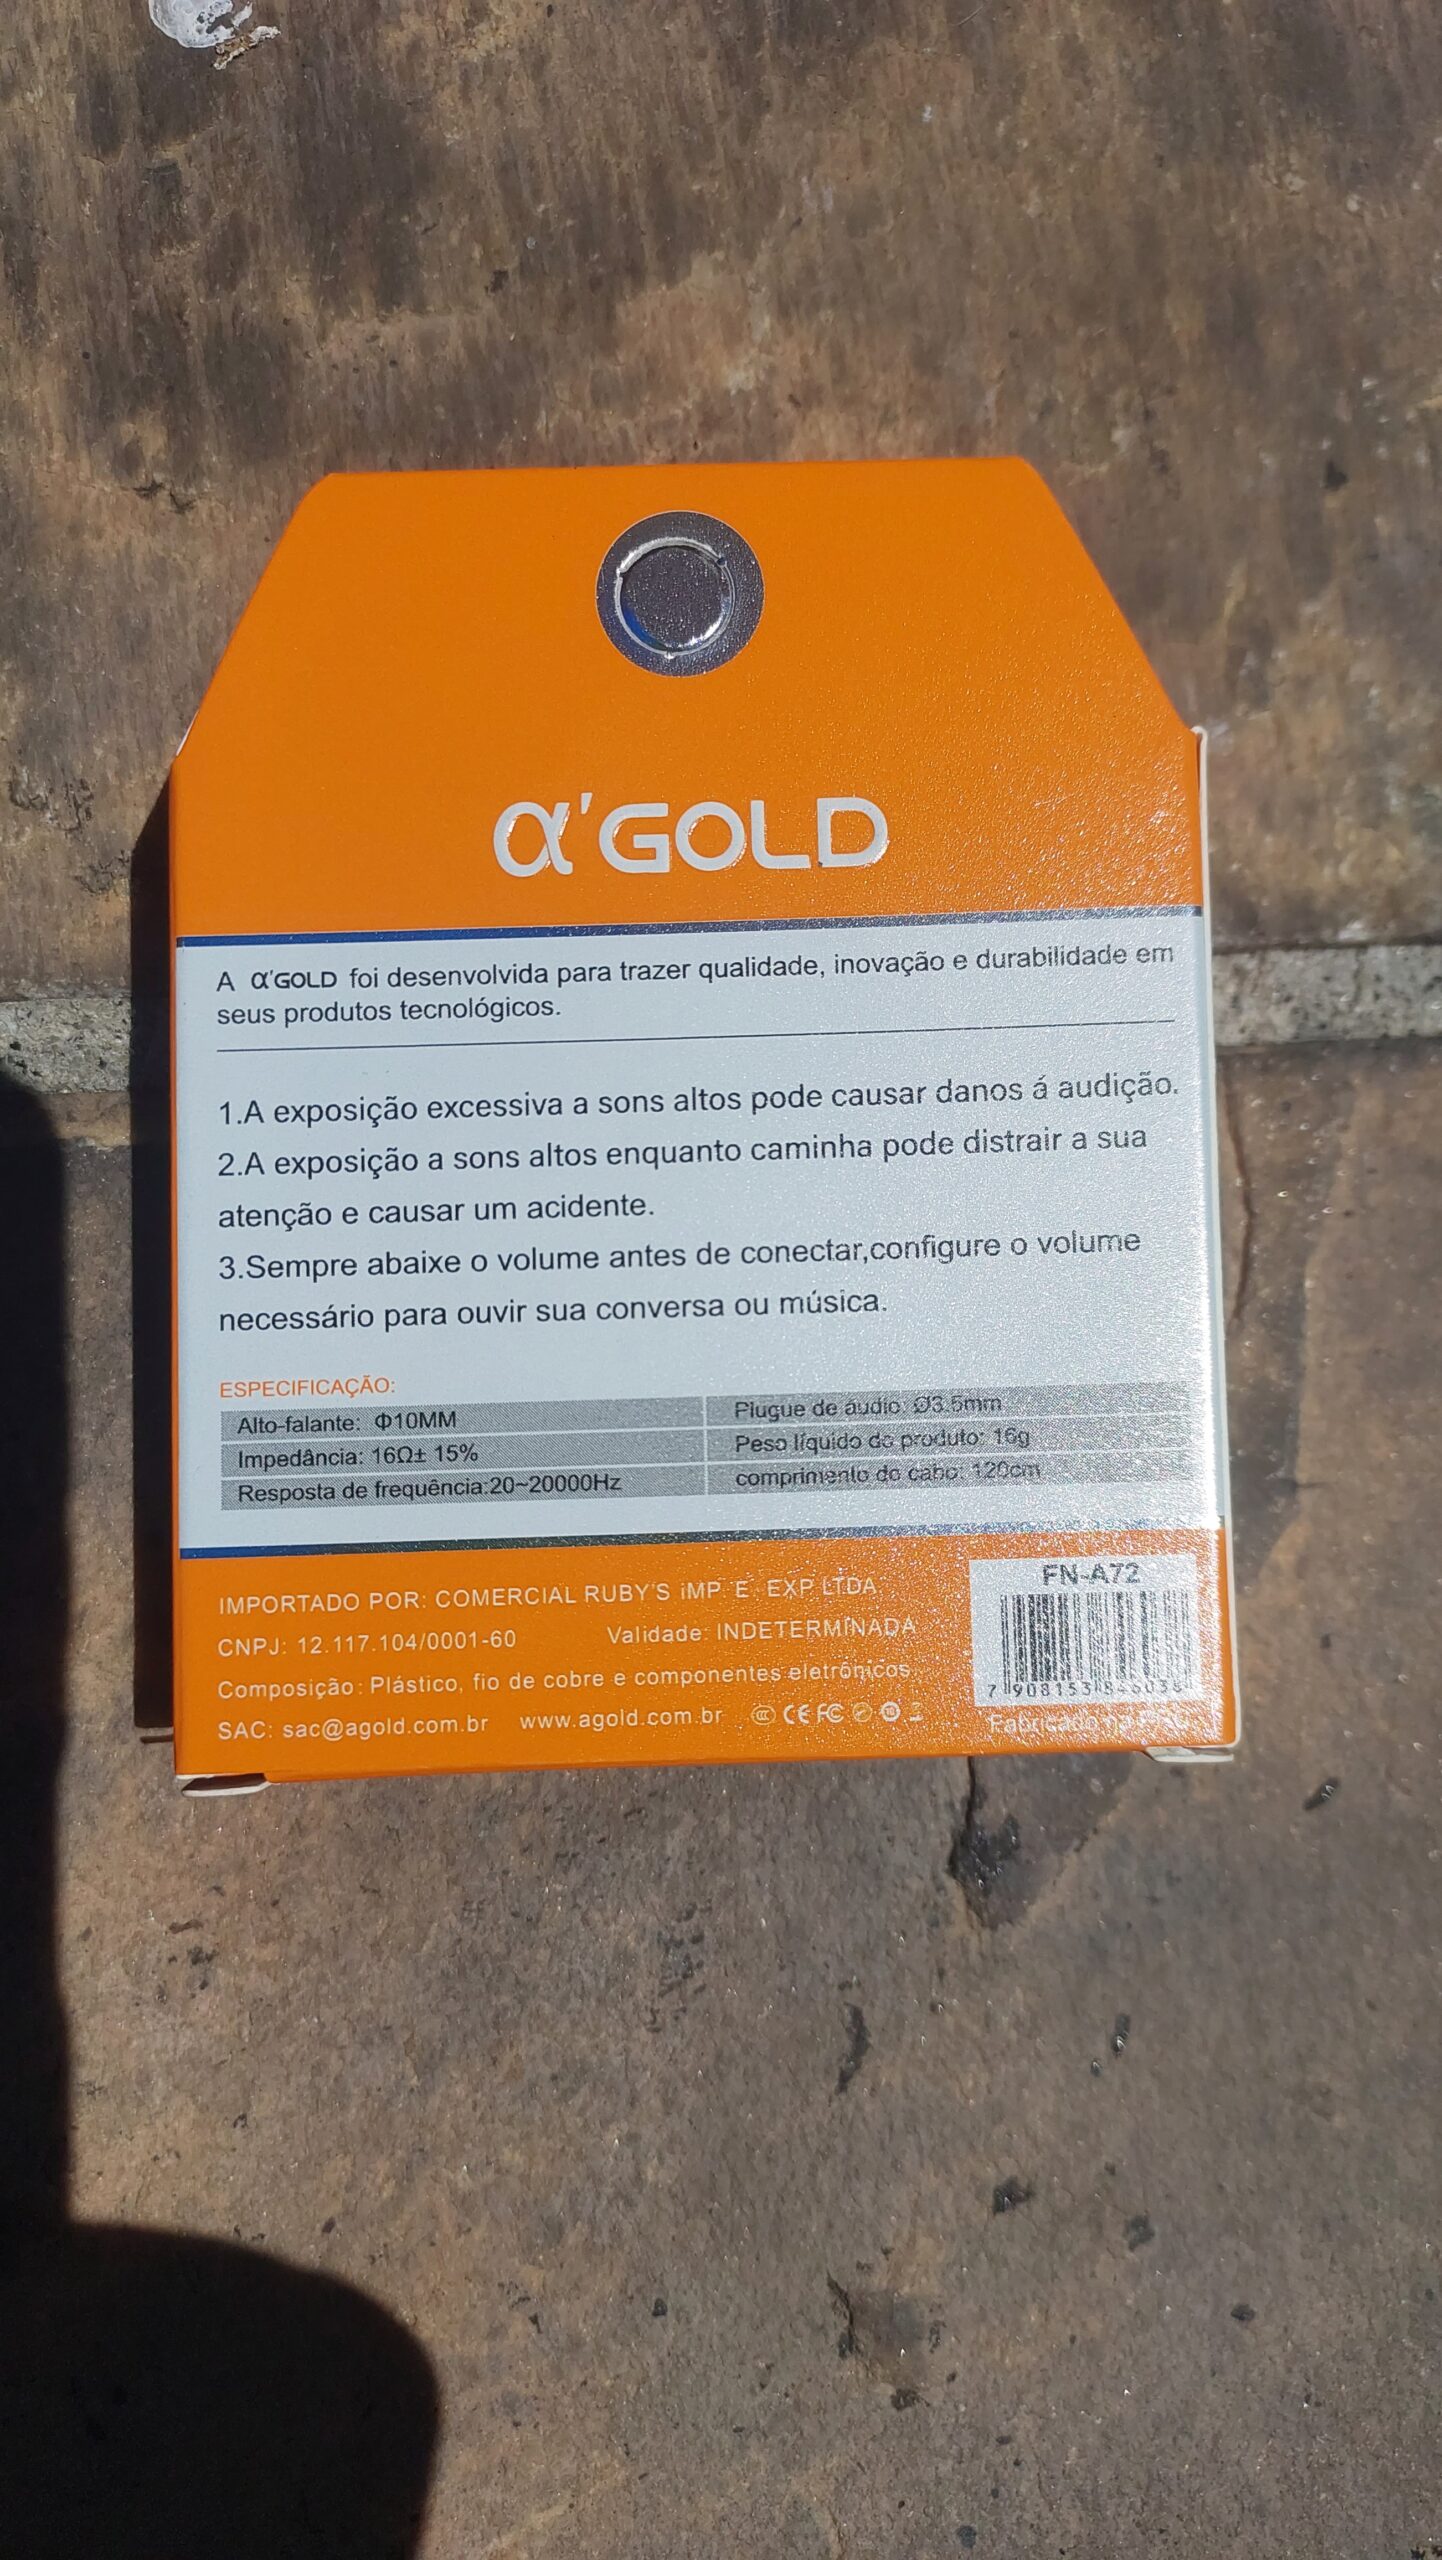 α'GOLD
A α'GOLD foi desenvolvida para trazer qualidade, inovação e durabilidade em
seus produtos tecnológicos.
1.A exposição excessiva a sons altos pode causar danos á audição.
2.A exposição a sons altos enquanto caminha pode distrair a sua
atenção e causar um acidente.
3.Sempre abaixe o volume antes de conectar,configure o volume
necessário para ouvir sua conversa ou música.
ESPECIFICAÇÃO:
Alto-falante: Φ10MM Plugue de áudio: Ø3.5mm
Impedância: 16Ω± 15% Peso líquido do produto: 16g
Resposta de frequência:20~20000Hz comprimento do cabo: 120cm
IMPORTADO POR: COMERCIAL RUBY'S iMP. E. EXP LTDA.
CNPJ: 12.117.104/0001-60 Validade: INDETERMINADA
Composição: Plástico, fio de cobre e componentes eletrônicos.
SAC: sac@agold.com.br www.agold.com.br CE FC
FN-A72
Fabricado